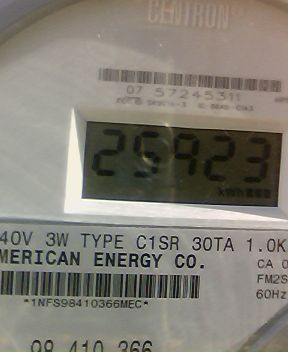 CENTRON
07 57245311
25923
kWh
40V 3W TYPE C1SR 30TA 1.0K
MERICAN ENERGY CO.
CA 0
FM2S
60Hz
*1NFS98410366MEC*
98 410 366